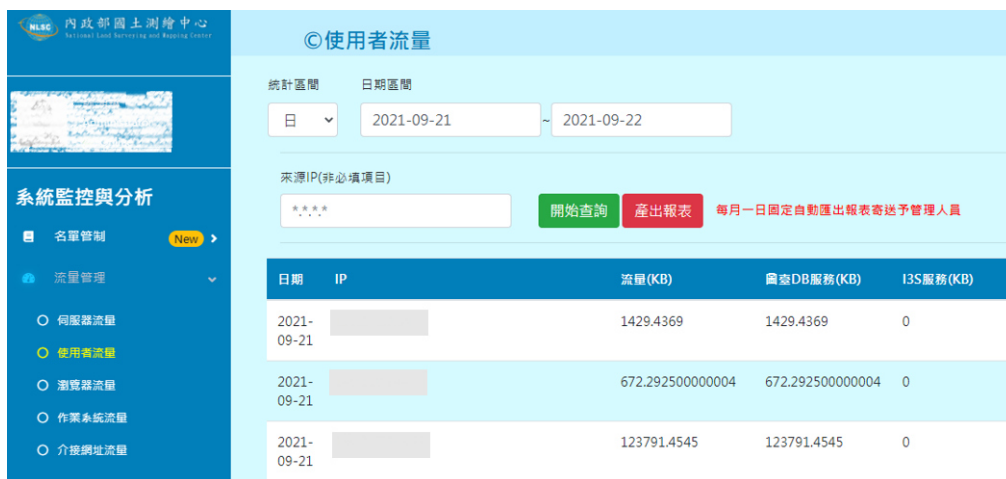 NLSC 內政部國土測繪中心
National Land Surveying and Mapping Center
系統監控與分析
名單管制 New
流量管理
伺服器流量
使用者流量
瀏覽器流量
作業系統流量
介接網址流量
©使用者流量
統計區間 日期區間
日 2021-09-21 ~ 2021-09-22
來源IP(非必填項目)
*.*.*.* 開始查詢 產出報表 每月一日固定自動匯出報表寄送予管理人員
日期 IP 流量(KB) 圖臺DB服務(KB) I3S服務(KB)
2021-
09-21 1429.4369 1429.4369 0
2021-
09-21 672.292500000004 672.292500000004 0
2021-
09-21 123791.4545 123791.4545 0